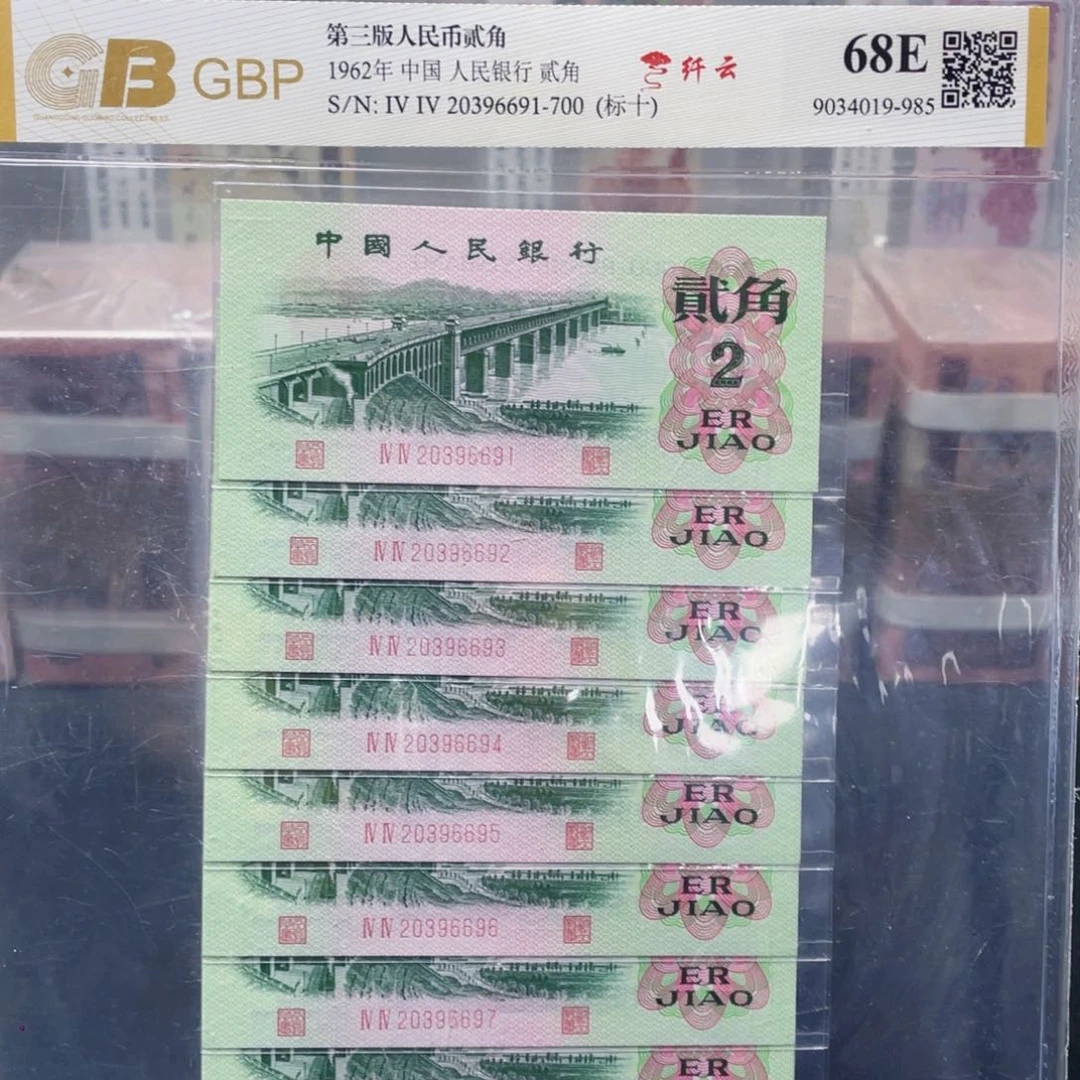 GB GBP
第三版人民币贰角
1962年 中国 人民银行 贰角
S/N: IV IV 20396691-700 (标十)
纤云
68E
9034019-985
中國人民銀行
貳角
2
ER
JIAO
IV IV 20396691
ER
JIAO
IV IV 20396692
ER
JIAO
IV IV 20396693
JIAO
IV IV 20396694
ER
JIAO
IV IV 20396695
ER
JIAO
IV IV 20396696
ER
JIAO
IV IV 20396697
ER